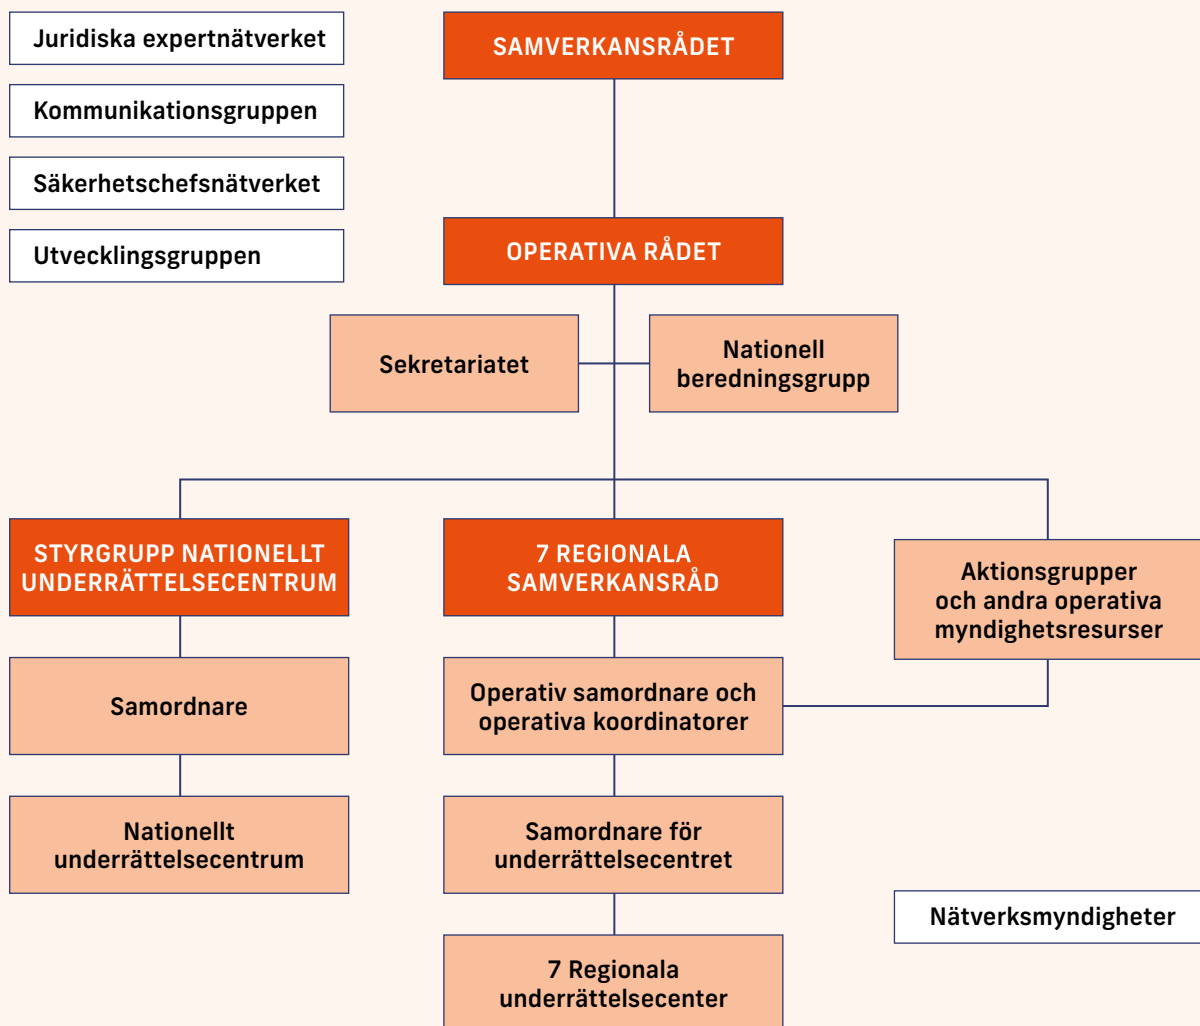 Juridiska expertnätverket
Kommunikationsgruppen
Säkerhetschefsnätverket
Utvecklingsgruppen
SAMVERKANSRÅDET
OPERATIVA RÅDET
Sekretariatet
Nationell
beredningsgrupp
STYRGRUPP NATIONELLT
UNDERRÄTTELSECENTRUM
Samordnare
Nationellt
underrättelsecentrum
7 REGIONALA
SAMVERKANSRÅD
Operativ samordnare och
operativa koordinatorer
Samordnare för
underrättelsecentret
7 Regionala
underrättelsecenter
Aktionsgrupper
och andra operativa
myndighetsresurser
Nätverksmyndigheter